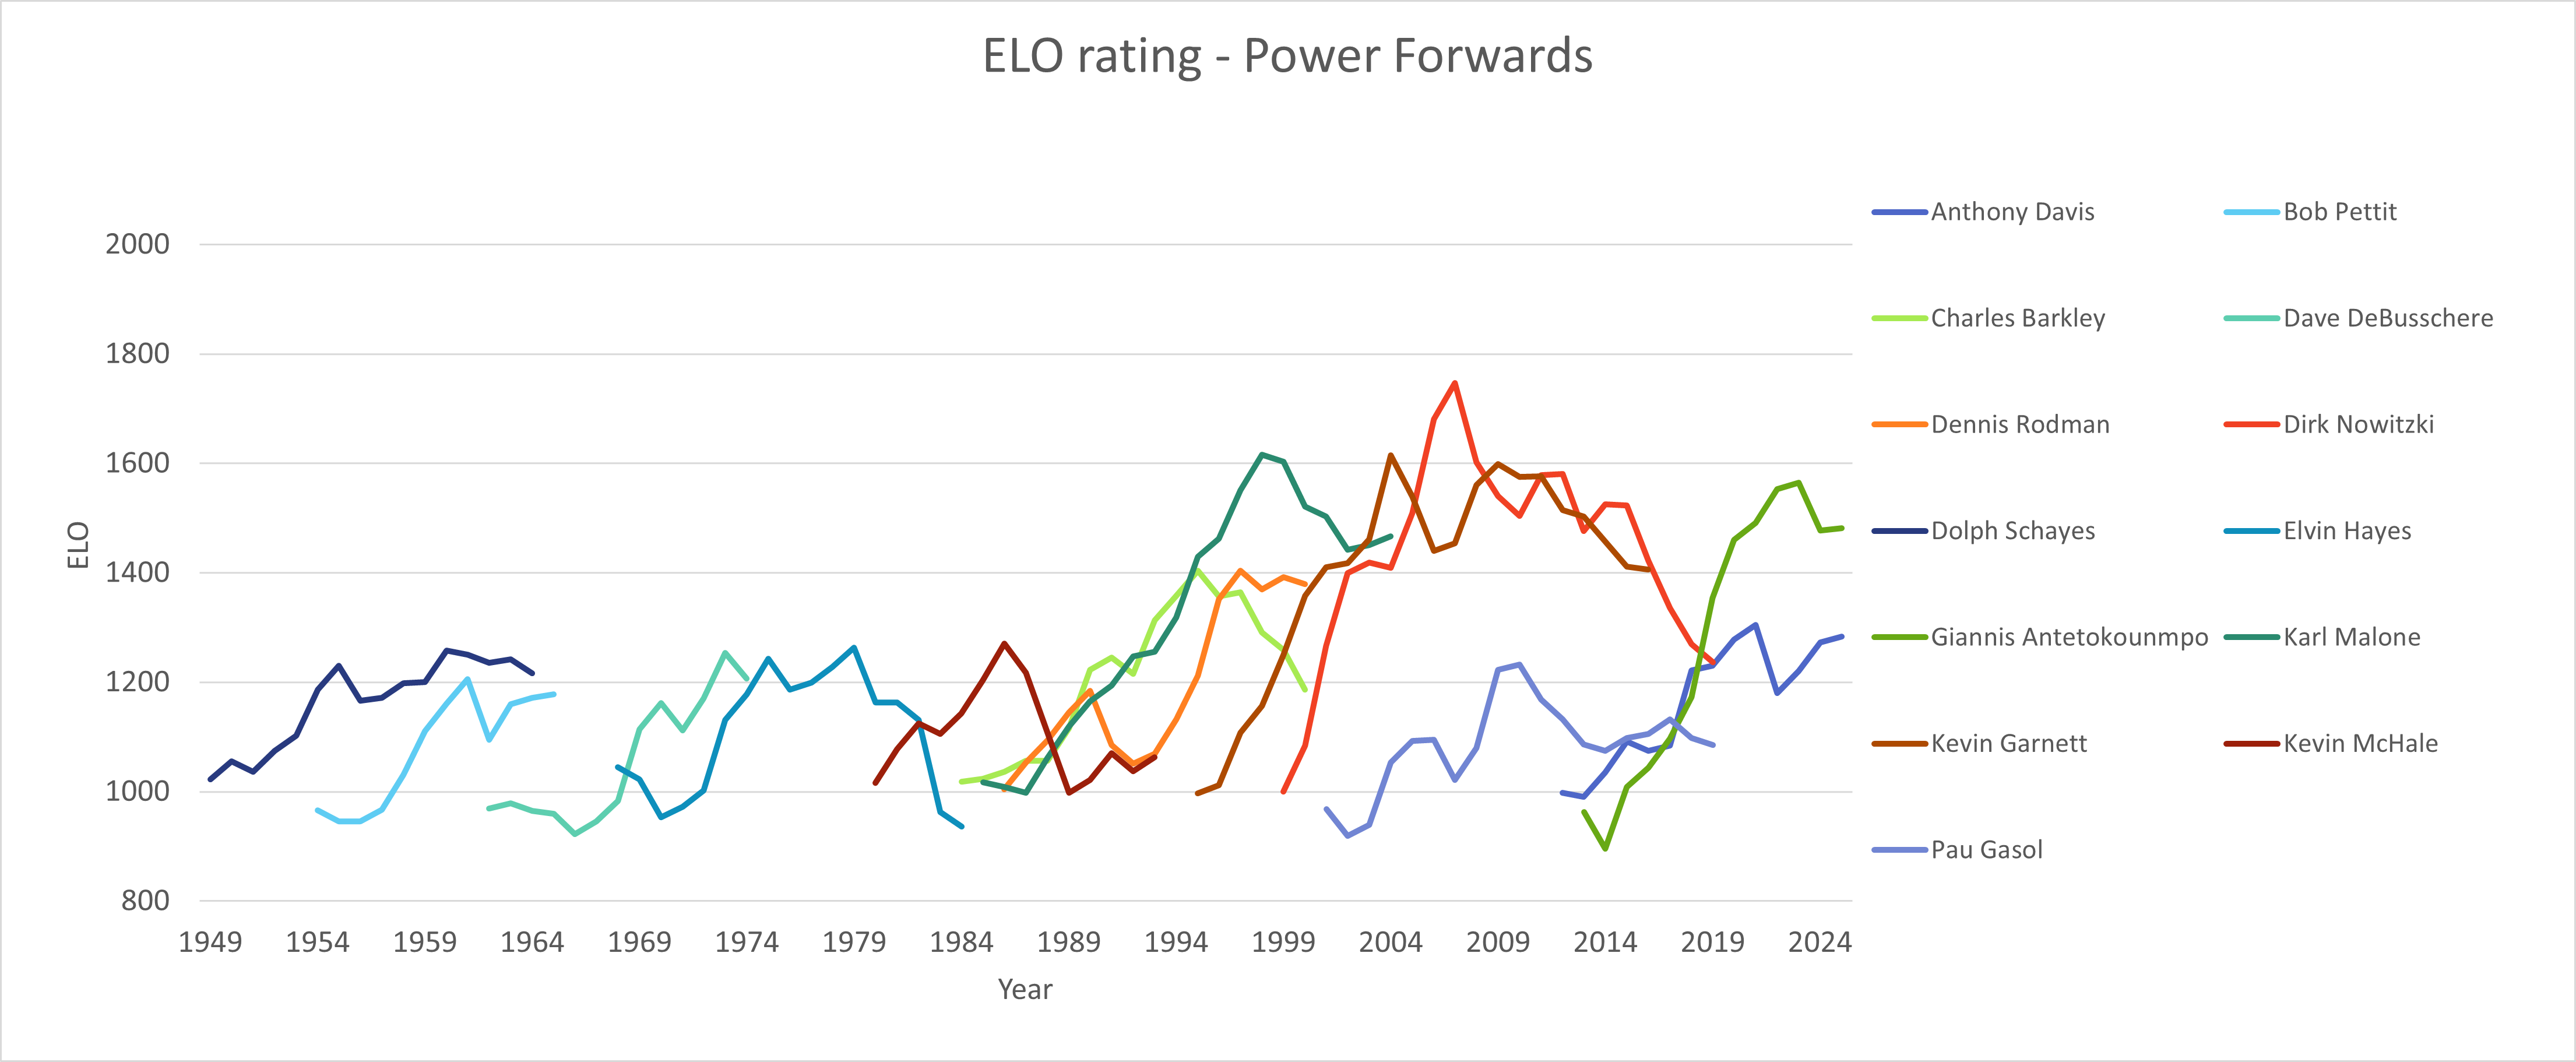 ELO rating - Power Forwards
2000
1800
1600
1400
1200
1000
800
ELO
1949 1954 1959 1964 1969 1974 1979 1984 1989 1994 1999 2004 2009 2014 2019 2024
Year
Anthony Davis Bob Pettit
Charles Barkley Dave DeBusschere
Dennis Rodman Dirk Nowitzki
Dolph Schayes Elvin Hayes
Giannis Antetokounmpo Karl Malone
Kevin Garnett Kevin McHale
Pau Gasol